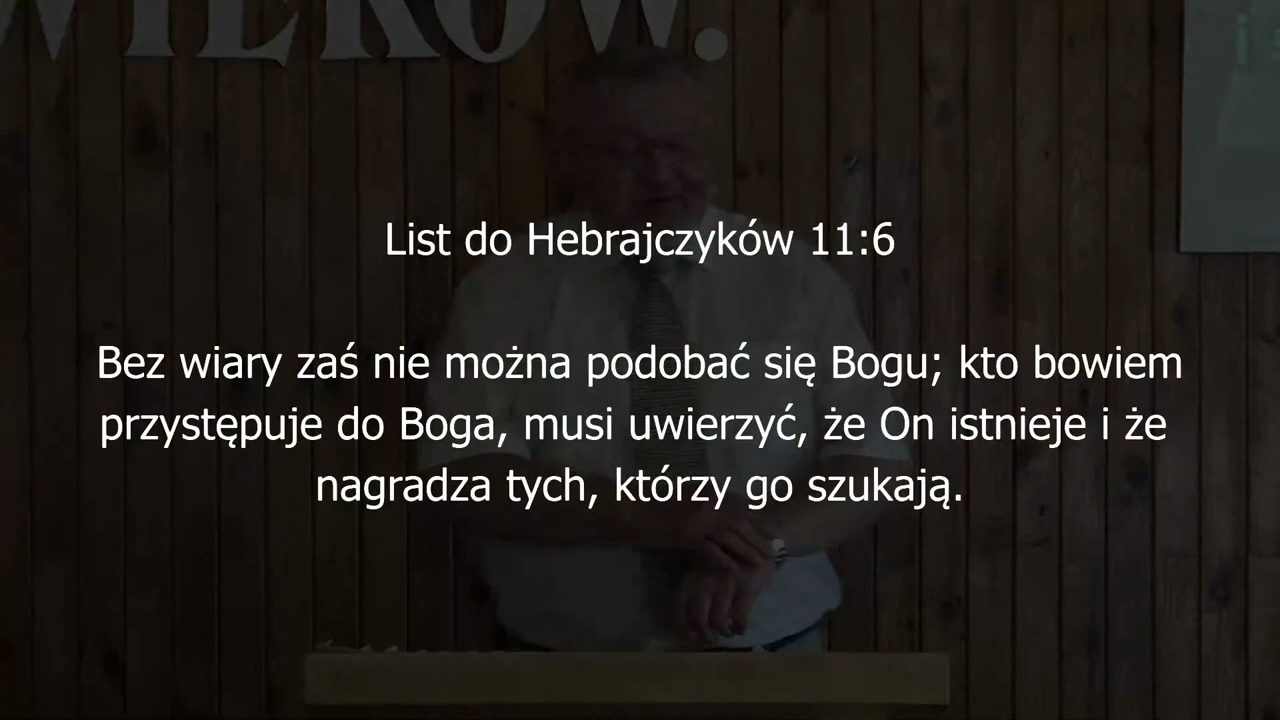 WIEKÓW.
List do Hebrajczyków 11:6
Bez wiary zaś nie można podobać się Bogu; kto bowiem
przystępuje do Boga, musi uwierzyć, że On istnieje i że
nagradza tych, którzy go szukają.